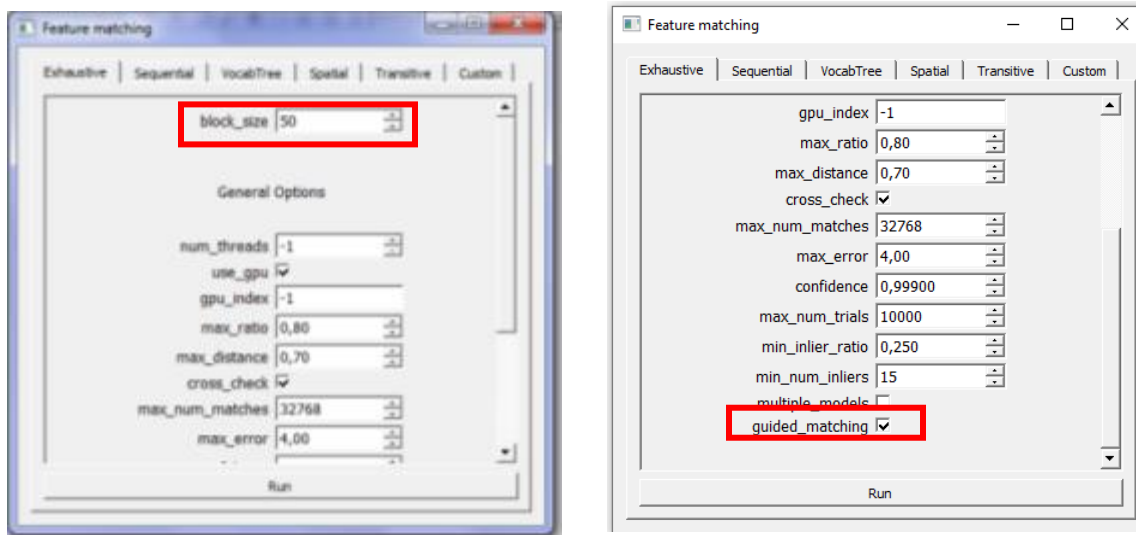 Feature matching
Exhaustive Sequential VocabTree Spatial Transitive Custom
block_size 50
General Options
num_threads -1
use_gpu
gpu_index -1
max_ratio 0,80
max_distance 0,70
cross_check
max_num_matches 32768
max_error 4,00
Run
Feature matching
Exhaustive Sequential VocabTree Spatial Transitive Custom
gpu_index -1
max_ratio 0,80
max_distance 0,70
cross_check
max_num_matches 32768
max_error 4,00
confidence 0,99900
max_num_trials 10000
min_inlier_ratio 0,250
min_num_inliers 15
multiple_models
guided_matching
Run